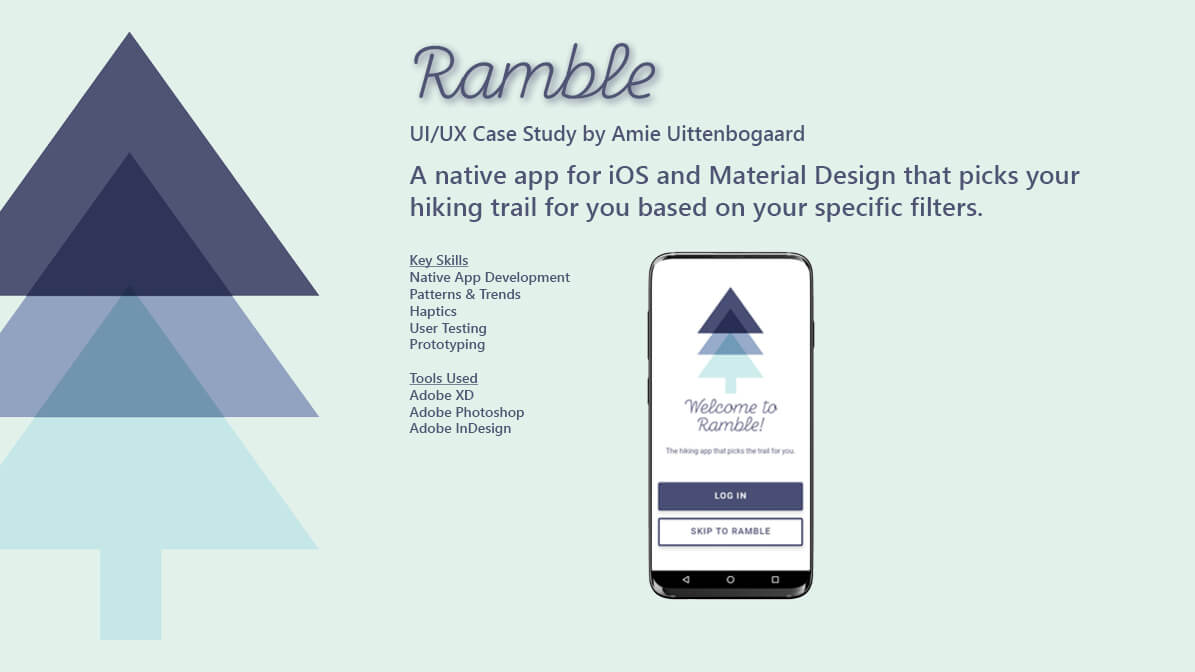 Ramble
UI/UX Case Study by Amie Uittenbogaard
A native app for iOS and Material Design that picks your
hiking trail for you based on your specific filters.
Key Skills
Native App Development
Patterns & Trends
Haptics
User Testing
Prototyping
Tools Used
Adobe XD
Adobe Photoshop
Adobe InDesign
Welcome to
Ramble!
The hiking app that picks the trail for you.
LOG IN
SKIP TO RAMBLE